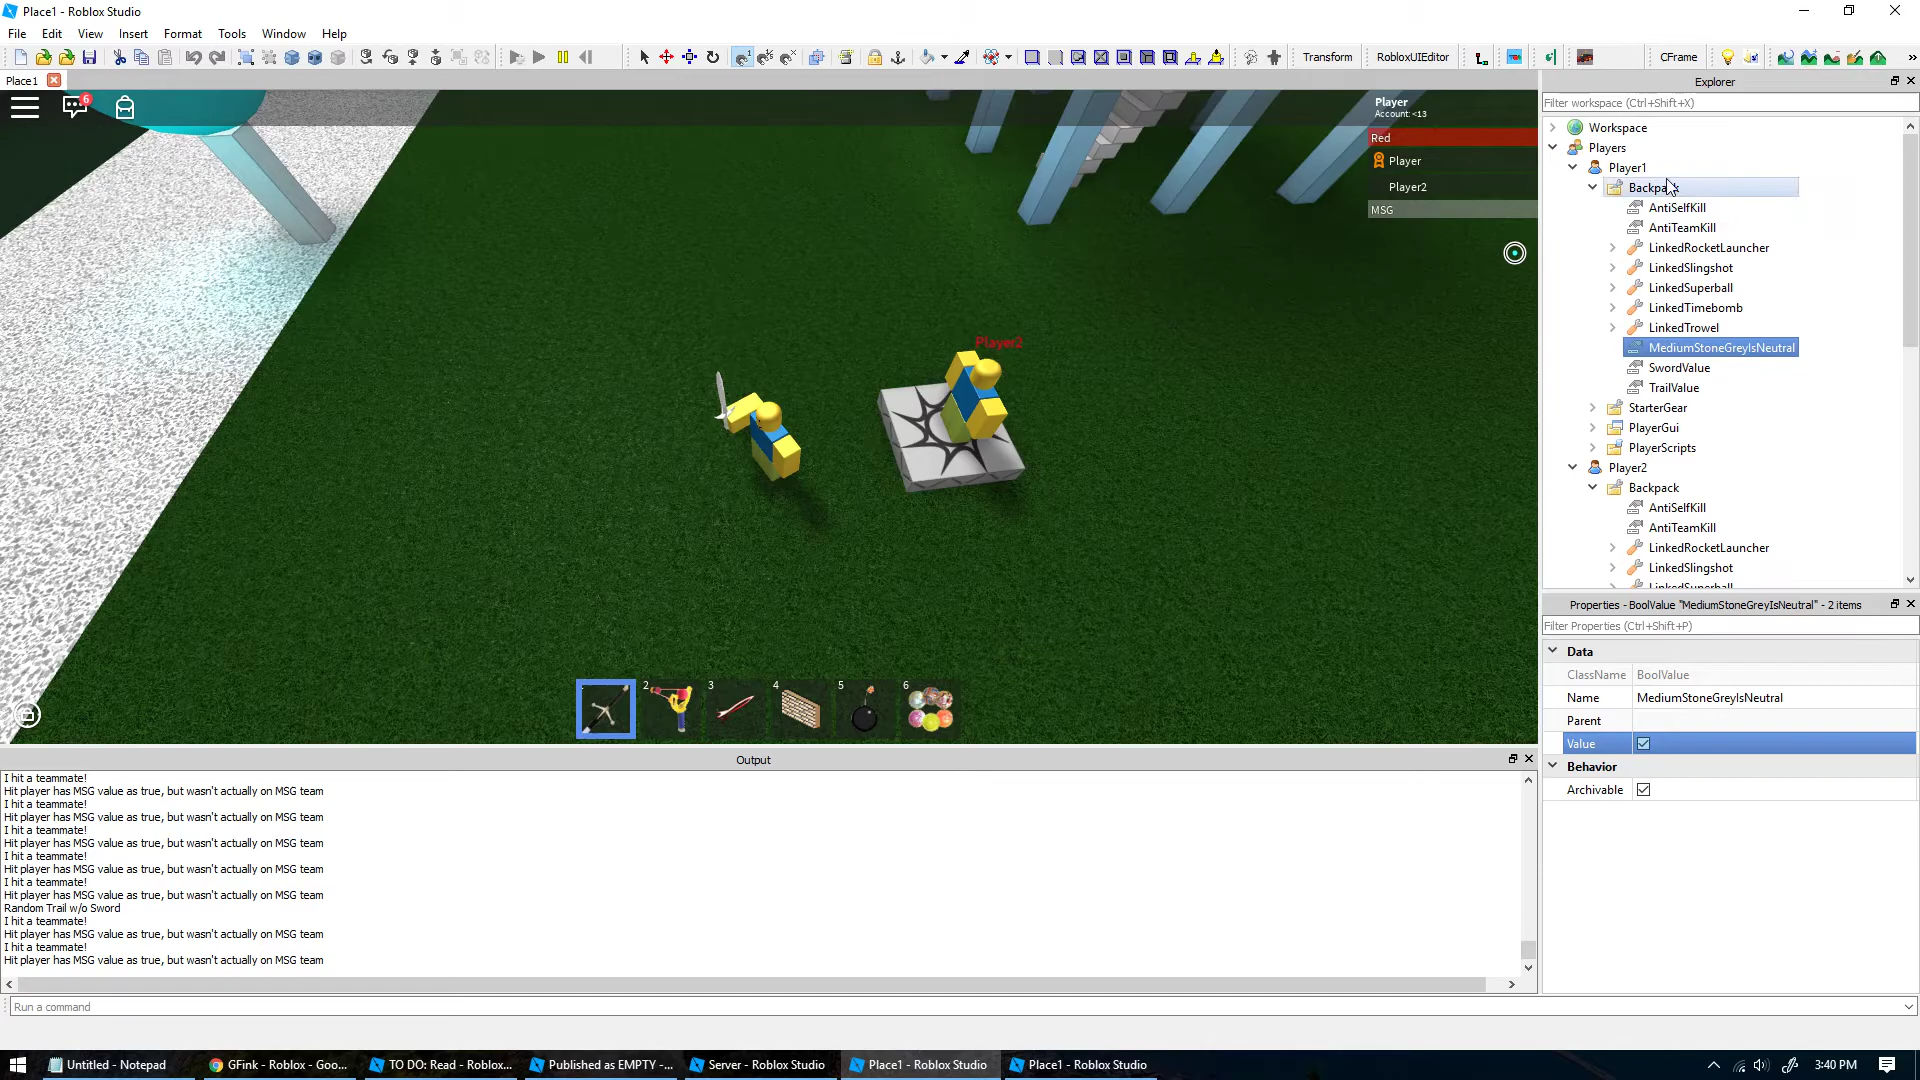 Place1 - Roblox Studio
File Edit View Insert Format Tools Window Help
Transform RobloxUIEditor CFrame
Place1
Explorer
Filter workspace (Ctrl+Shift+X)
Workspace
Players
Player1
Backpack
AntiSelfKill
AntiTeamKill
LinkedRocketLauncher
LinkedSlingshot
LinkedSuperball
LinkedTimebomb
LinkedTrowel
MediumStoneGreyIsNeutral
SwordValue
TrailValue
StarterGear
PlayerGui
PlayerScripts
Player2
Backpack
AntiSelfKill
AntiTeamKill
LinkedRocketLauncher
LinkedSlingshot
LinkedSuperball
6
Player
Account: <13
Red
Player
Player2
MSG
Player2
2 3 4 5 6
Properties - BoolValue "MediumStoneGreyIsNeutral" - 2 items
Filter Properties (Ctrl+Shift+P)
Data
ClassName BoolValue
Name MediumStoneGreyIsNeutral
Parent
Value
Behavior
Archivable
Output
I hit a teammate!
Hit player has MSG value as true, but wasn't actually on MSG team
I hit a teammate!
Hit player has MSG value as true, but wasn't actually on MSG team
I hit a teammate!
Hit player has MSG value as true, but wasn't actually on MSG team
I hit a teammate!
Hit player has MSG value as true, but wasn't actually on MSG team
I hit a teammate!
Hit player has MSG value as true, but wasn't actually on MSG team
Random Trail w/o Sword
I hit a teammate!
Hit player has MSG value as true, but wasn't actually on MSG team
I hit a teammate!
Hit player has MSG value as true, but wasn't actually on MSG team
Run a command
Untitled - Notepad GFink - Roblox - Goo... TO DO: Read - Roblox... Published as EMPTY -... Server - Roblox Studio Place1 - Roblox Studio Place1 - Roblox Studio 3:40 PM